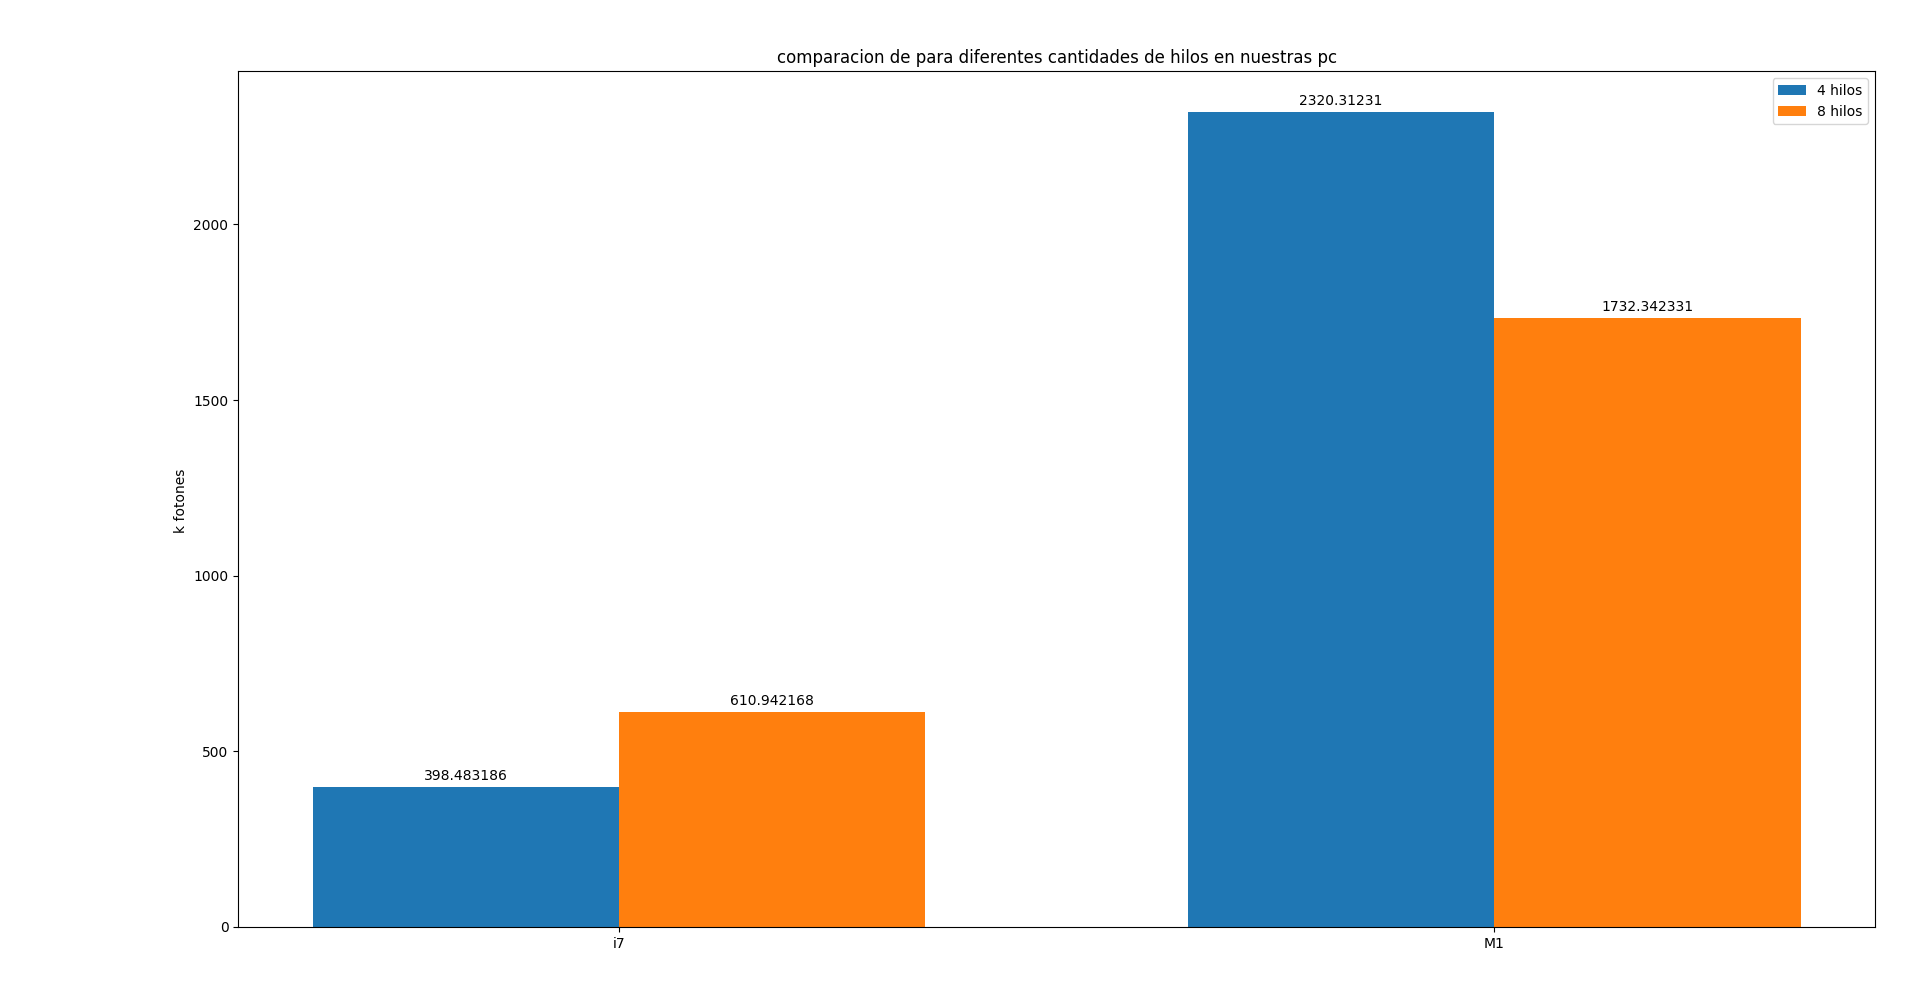 comparacion de para diferentes cantidades de hilos en nuestras pc
4 hilos
8 hilos
2320.31231
1732.342331
610.942168
398.483186
2000
1500
1000
500
0
k fotones
i7
M1